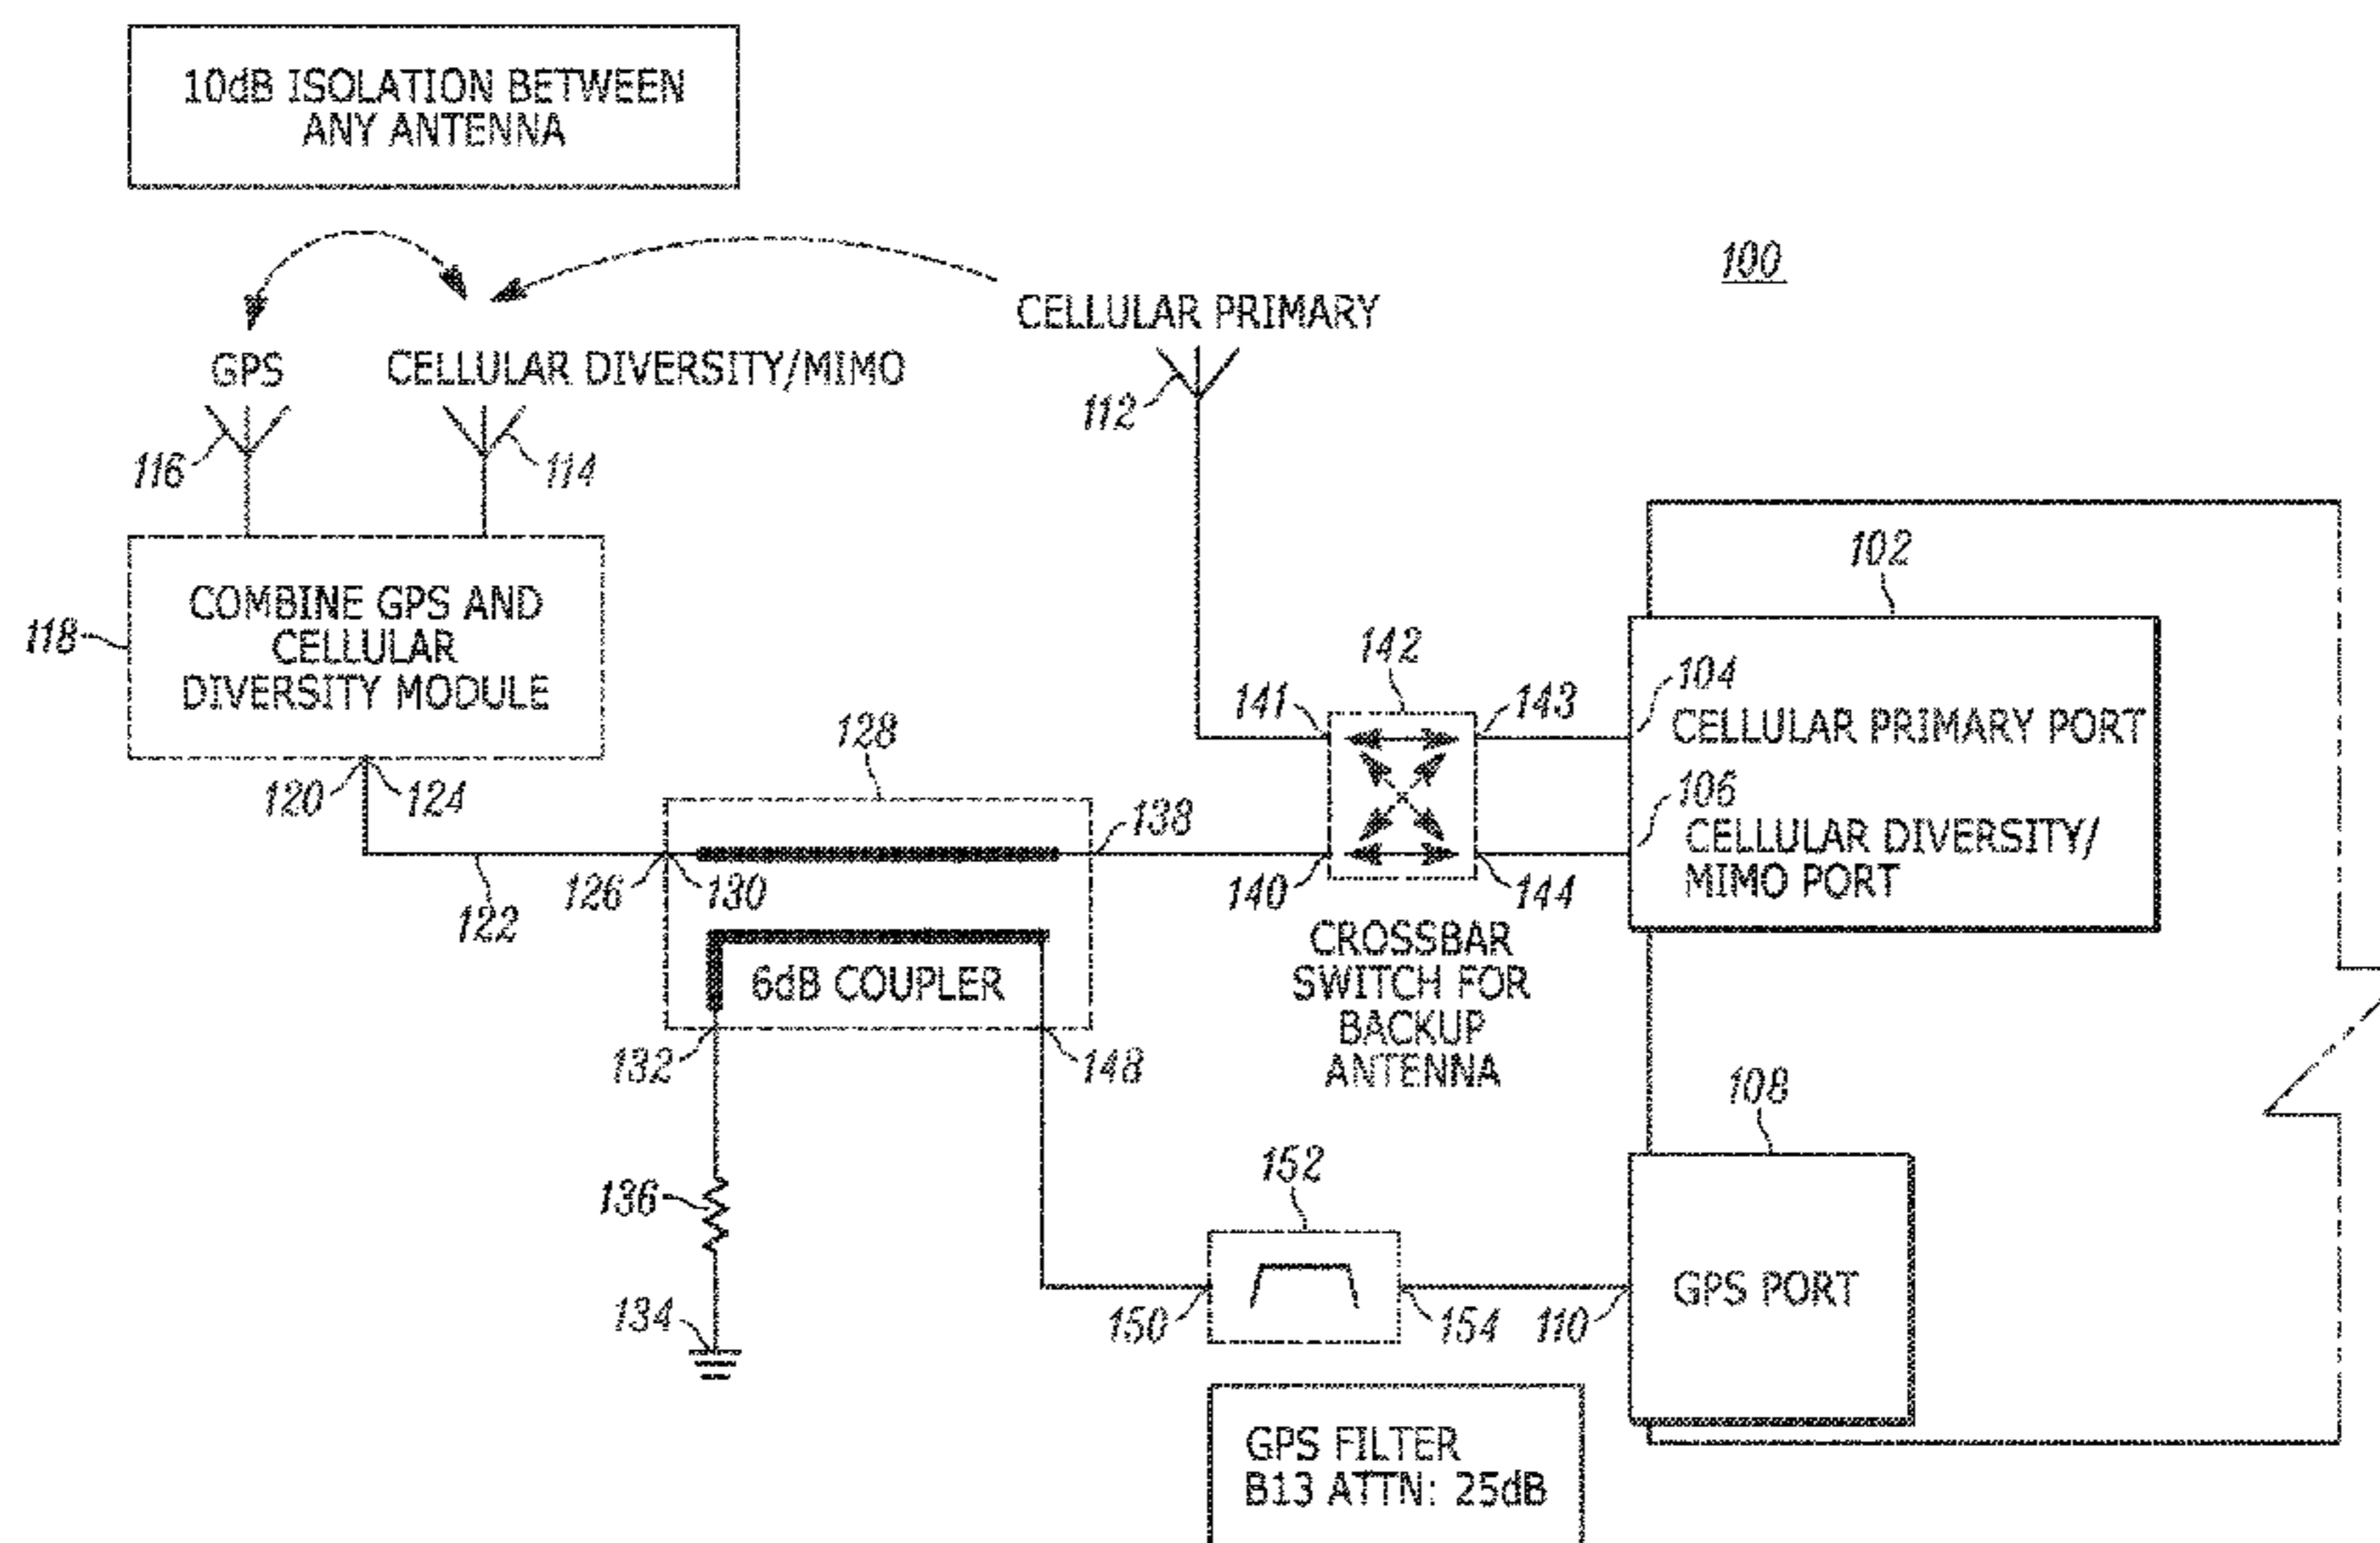 10dB ISOLATION BETWEEN
ANY ANTENNA
100
CELLULAR PRIMARY
GPS
CELLULAR DIVERSITY/MIMO
112
116
114
102
COMBINE GPS AND
CELLULAR
DIVERSITY MODULE
118
142
104
141
143
CELLULAR PRIMARY PORT
128
120
124
138
106
CELLULAR DIVERSITY/
MIMO PORT
126
130
140
144
122
CROSSBAR
SWITCH FOR
BACKUP
ANTENNA
6dB COUPLER
132
148
108
152
136
GPS PORT
134
150
154
110
GPS FILTER
B13 ATTN: 25dB